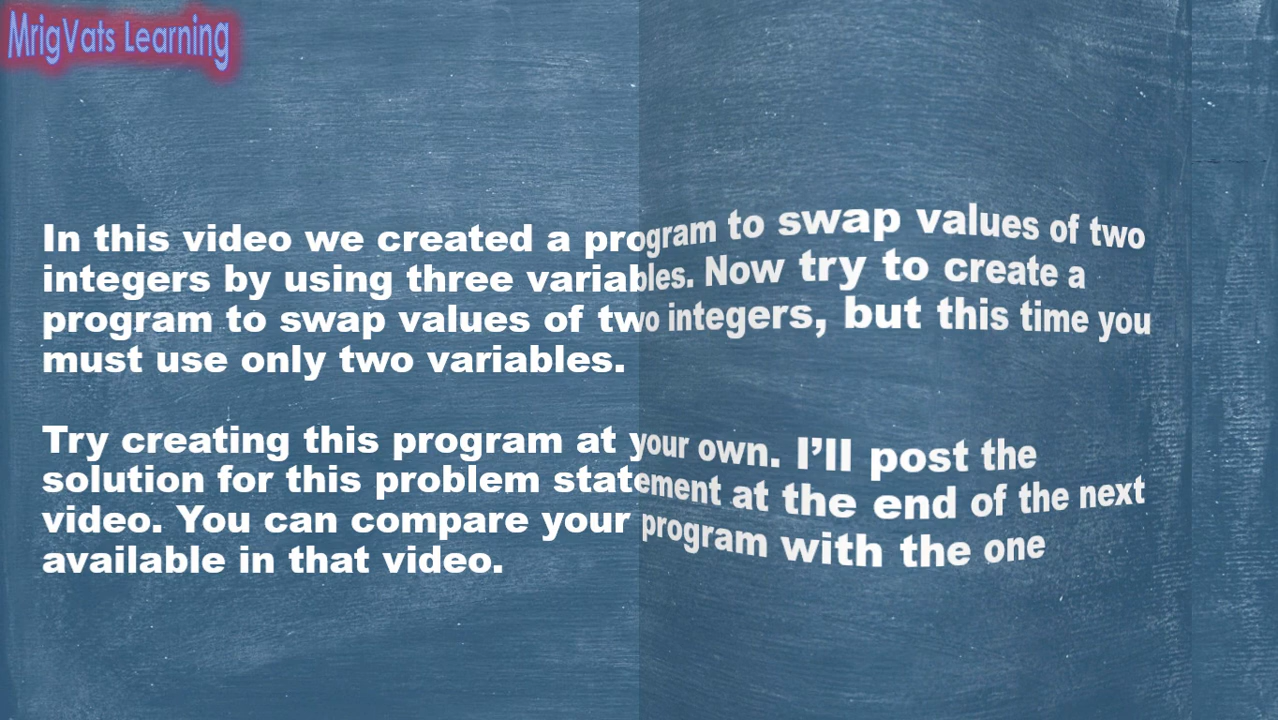 MrigVats Learning
In this video we created a program to swap values of two
integers by using three variables. Now try to create a
program to swap values of two integers, but this time you
must use only two variables.
Try creating this program at your own. I’ll post the
solution for this problem statement at the end of the next
video. You can compare your program with the one
available in that video.